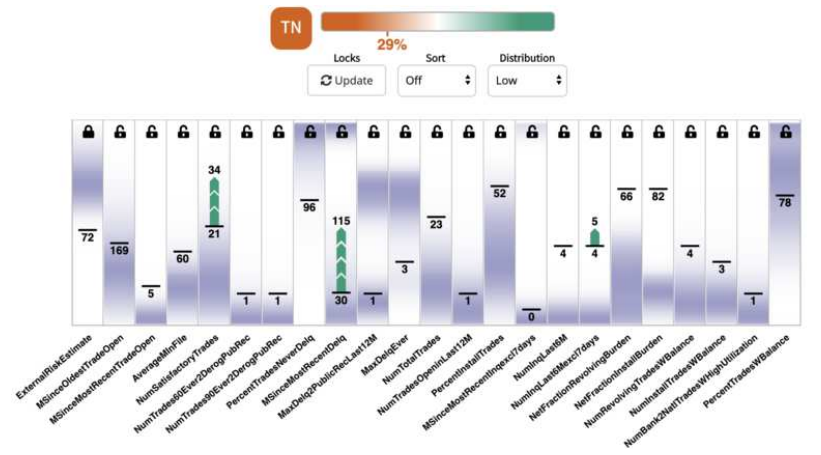 TN
29%
Locks
Sort
Distribution
Update
Off
Low
34
115
5
72
169
5
60
21
1
1
96
30
1
3
23
1
52
0
4
4
66
82
4
3
1
78
ExternalRiskEstimate
MSinceOldestTradeOpen
MSinceMostRecentTradeOpen
AverageMInFile
NumSatisfactoryTrades
NumTrades60Ever2DerogPubRec
NumTrades90Ever2DerogPubRec
PercentTradesNeverDelq
MSinceMostRecentDelq
MaxDelq2PublicRecLast12M
MaxDelqEver
NumTotalTrades
NumTradesOpeninLast12M
PercentInstallTrades
MSinceMostRecentInqexcl7days
NumInqLast6M
NumInqLast6Mexcl7days
NetFractionRevolvingBurden
NetFractionInstallBurden
NumRevolvingTradesWBalance
NumInstallTradesWBalance
NumBank2NatlTradesWHighUtilization
PercentTradesWBalance